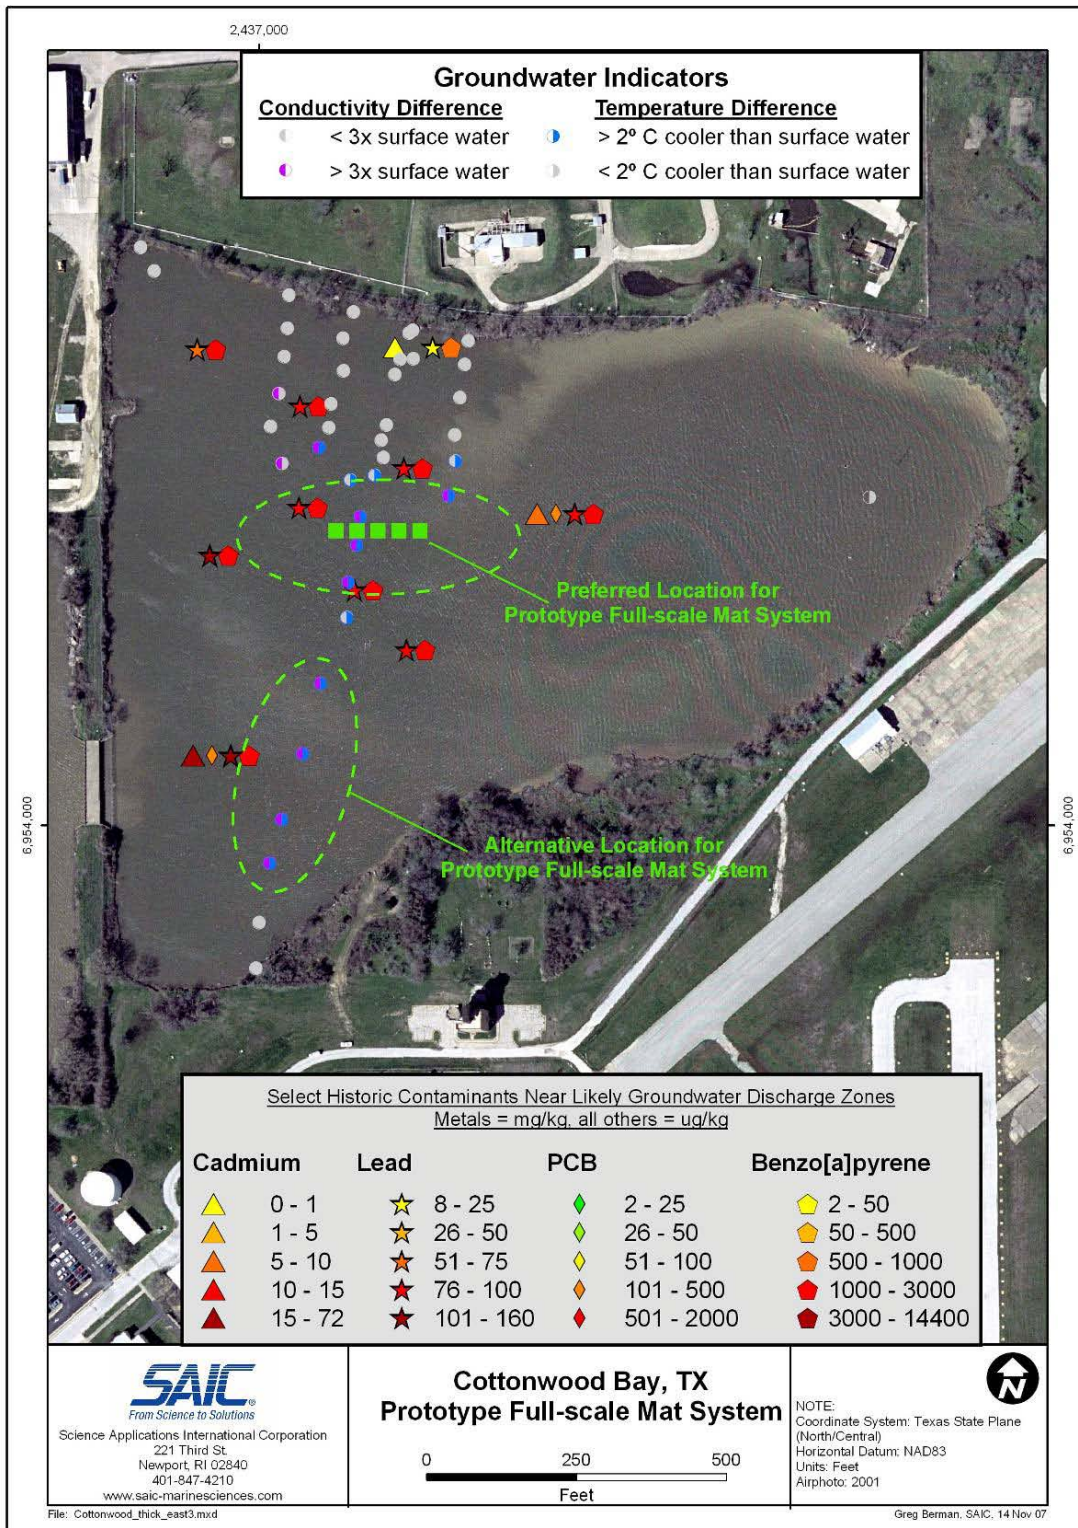 2,437,000
Groundwater Indicators
Conductivity Difference
Temperature Difference
< 3x surface water
> 2º C cooler than surface water
> 3x surface water
< 2º C cooler than surface water
Preferred Location for
Prototype Full-scale Mat System
6,954,000
6,954,000
Alternative Location for
Prototype Full-scale Mat System
Select Historic Contaminants Near Likely Groundwater Discharge Zones
Metals = mg/kg, all others = ug/kg
Cadmium Lead PCB Benzo[a]pyrene
0 - 1 8 - 25 2 - 25 2 - 50
1 - 5 26 - 50 26 - 50 50 - 500
5 - 10 51 - 75 51 - 100 500 - 1000
10 - 15 76 - 100 101 - 500 1000 - 3000
15 - 72 101 - 160 501 - 2000 3000 - 14400
SAIC®
From Science to Solutions
Science Applications International Corporation
221 Third St.
Newport, RI 02840
401-847-4210
www.saic-marinesciences.com
Cottonwood Bay, TX
Prototype Full-scale Mat System
0 250 500
Feet
N
NOTE:
Coordinate System: Texas State Plane
(North/Central)
Horizontal Datum: NAD83
Units: Feet
Airphoto: 2001
File: Cottonwood_thick_east3.mxd
Greg Berman, SAIC, 14 Nov 07